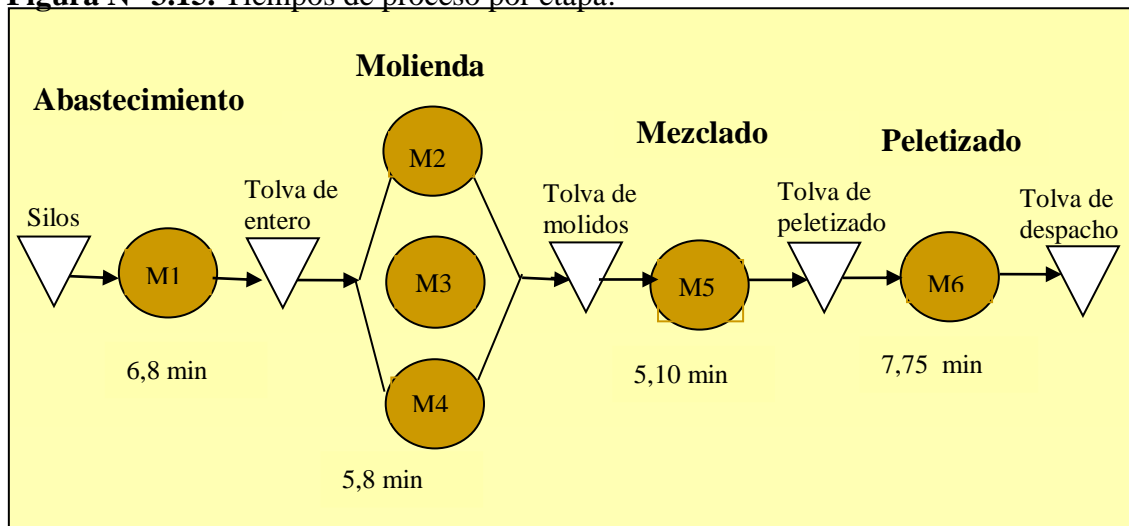 Figura N° 3.13. Tiempos de proceso por etapa.
Molienda
Abastecimiento
Mezclado
Peletizado
M2
Tolva de
entero
Tolva de
molidos
Tolva de
peletizado
Tolva de
despacho
Silos
M1
M3
M5
M6
6,8 min
5,10 min
7,75 min
M4
5,8 min